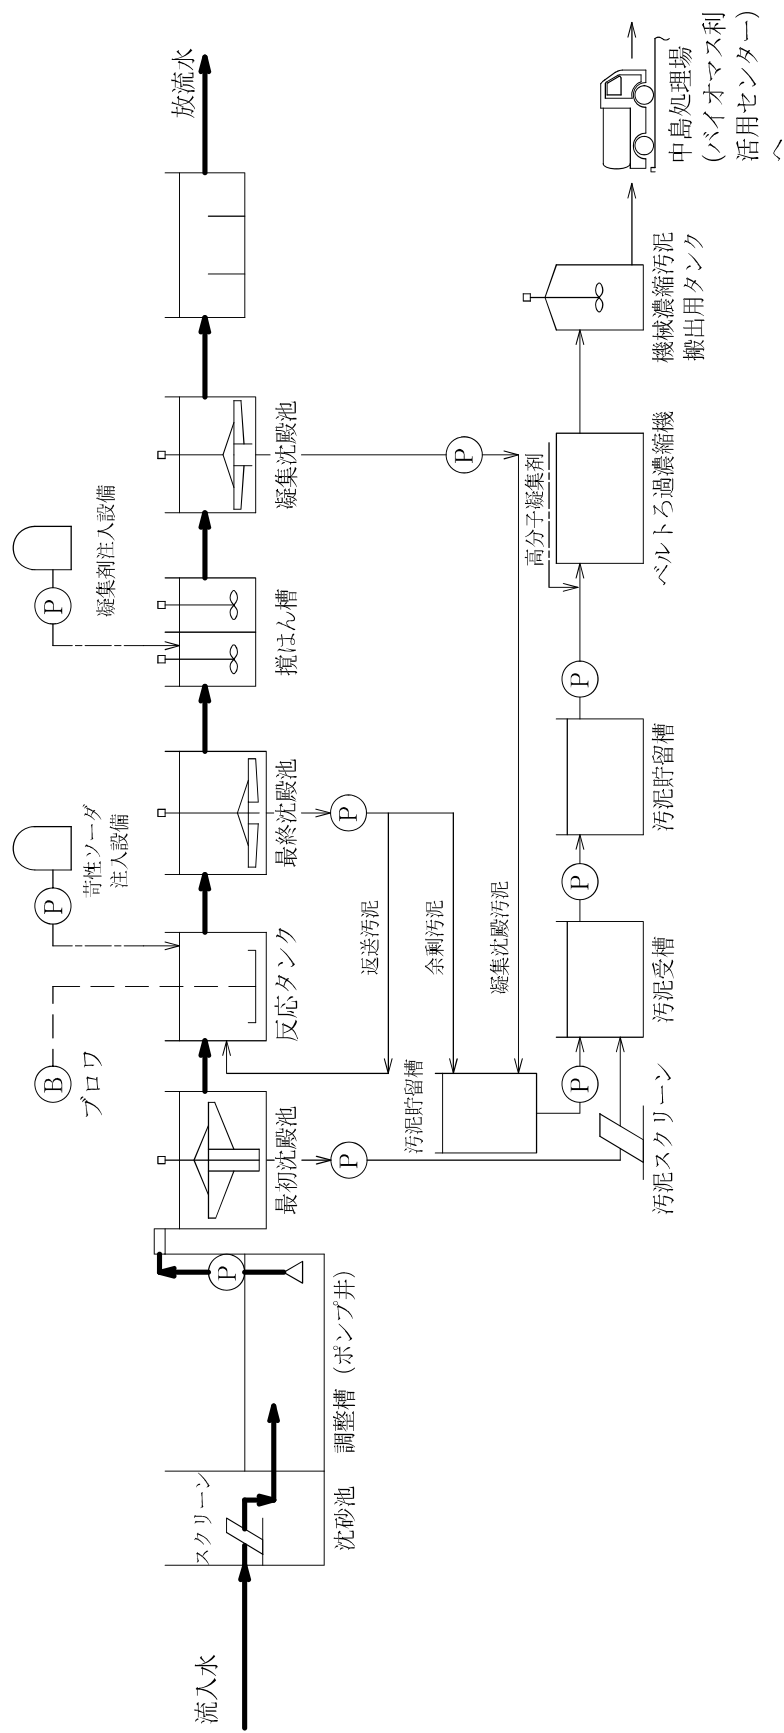 流入水
スクリーン
沈砂池
調整槽（ポンプ井）
P
最初沈殿池
P
B
ブロワ
反応タンク
P
苛性ソーダ
注入設備
最終沈殿池
P
返送汚泥
余剰汚泥
凝集沈殿汚泥
P
凝集剤注入設備
撹はん槽
凝集沈殿池
P
放流水
汚泥貯留槽
P
汚泥スクリーン
汚泥受槽
P
汚泥貯留槽
P
高分子凝集剤
ベルトろ過濃縮機
機械濃縮汚泥
搬出用タンク
中島処理場
（バイオマス利
活用センター）
へ